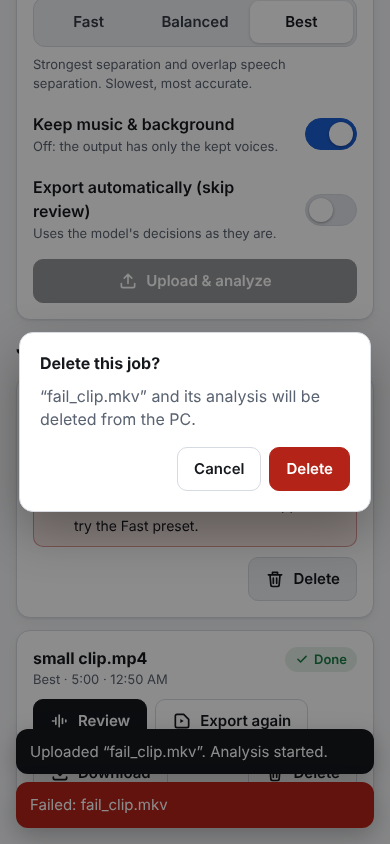 Fast
Balanced
Best
Strongest separation and overlap speech
separation. Slowest, most accurate.
Keep music & background
Off: the output has only the kept voices.
Export automatically (skip
review)
Uses the model's decisions as they are.
Upload & analyze
Delete this job?
“fail_clip.mkv” and its analysis will be
deleted from the PC.
Cancel
Delete
try the Fast preset.
Delete
small clip.mp4
Done
Best · 5:00 · 12:50 AM
Review
Export again
Uploaded “fail_clip.mkv”. Analysis started.
Download
Delete
Failed: fail_clip.mkv